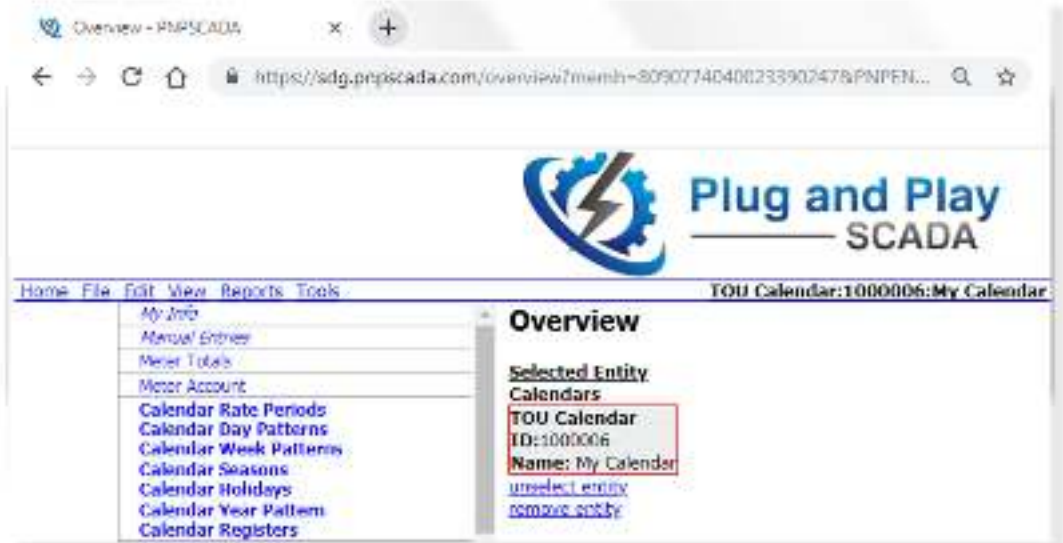 Overview - PNPSCADA
https://sdg.pnpscada.com/overview?memh=8090774040023390247&PNPEN...
Plug and Play
SCADA
Home File Edit View Reports Tools
TOU Calendar:1000006:My Calendar
My Info
Manual Entries
Meter Totals
Meter Account
Calendar Rate Periods
Calendar Day Patterns
Calendar Week Patterns
Calendar Seasons
Calendar Holidays
Calendar Year Pattern
Calendar Registers
Overview
Selected Entity
Calendars
TOU Calendar
ID:1000006
Name: My Calendar
unselect entity
remove entity